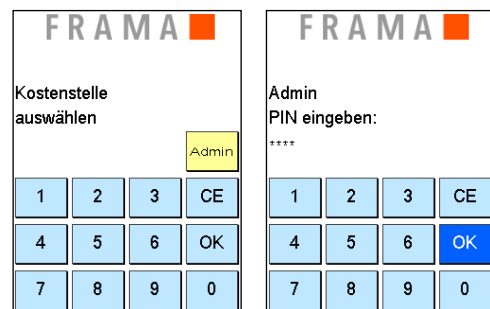 FRAMA
Kostenstelle
auswählen
Admin
1 2 3 CE
4 5 6 OK
7 8 9 0
FRAMA
Admin
PIN eingeben:
****
1 2 3 CE
4 5 6 OK
7 8 9 0